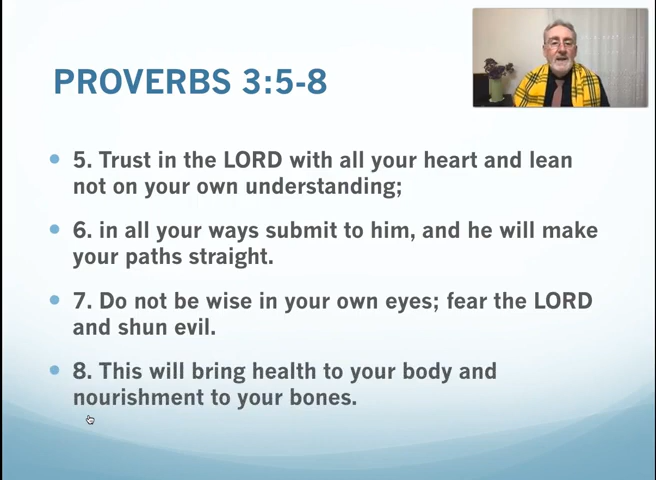 PROVERBS 3:5-8
5. Trust in the LORD with all your heart and lean
not on your own understanding;
6. in all your ways submit to him, and he will make
your paths straight.
7. Do not be wise in your own eyes; fear the LORD
and shun evil.
8. This will bring health to your body and
nourishment to your bones.